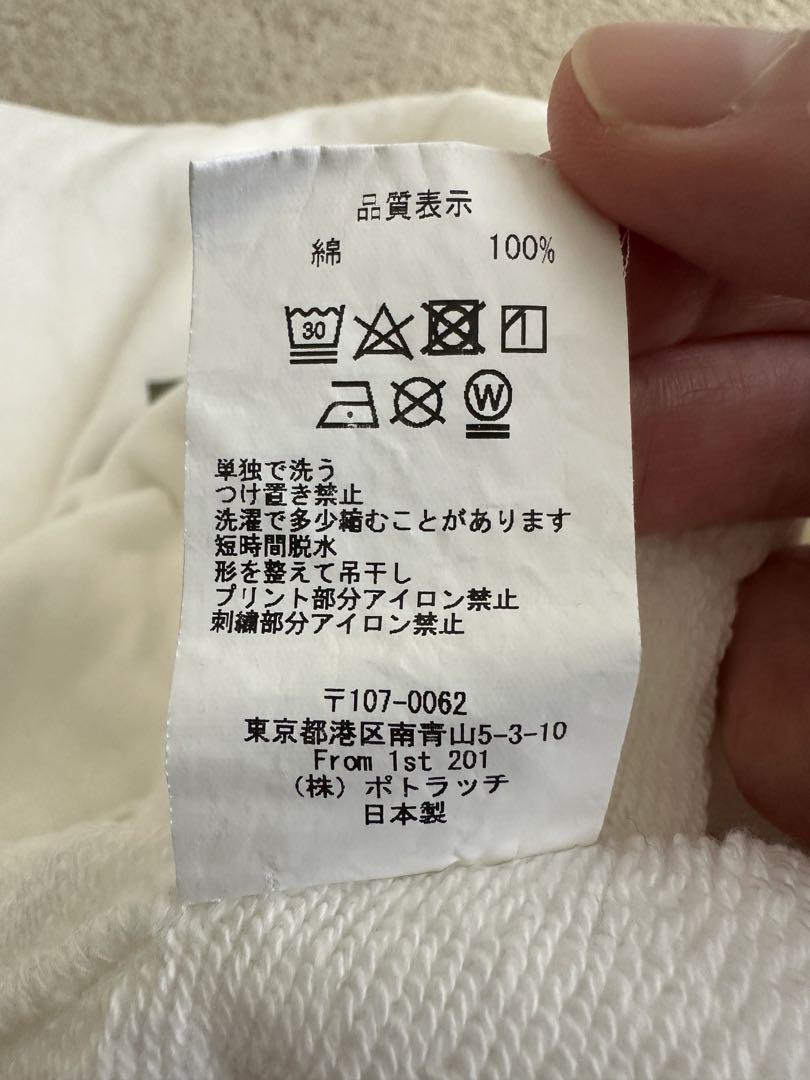 品質表示
綿 100%
30
W
単独で洗う
つけ置き禁止
洗濯で多少縮むことがあります
短時間脱水
形を整えて吊干し
プリント部分アイロン禁止
刺繍部分アイロン禁止
〒107-0062
東京都港区南青山5-3-10
From 1st 201
（株）ポトラッチ
日本製